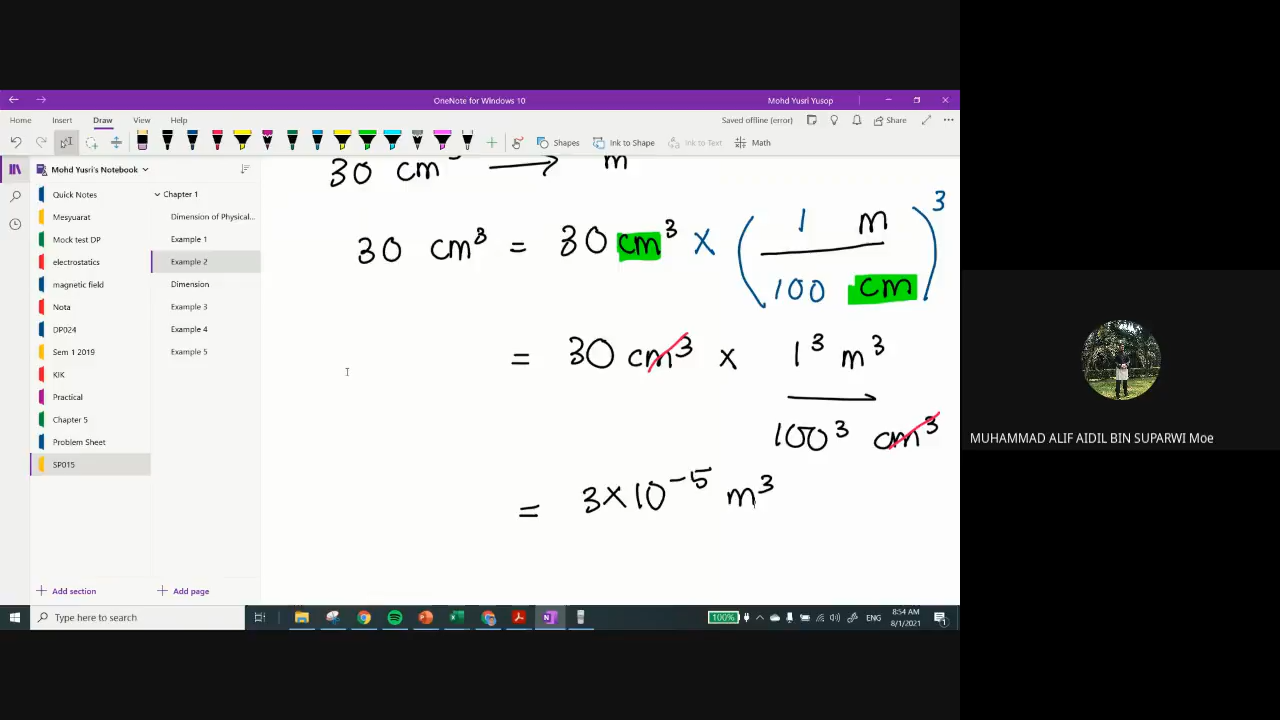 OneNote for Windows 10
Mohd Yusri Yusop
Home Insert Draw View Help
Saved offline (error) Share
Shapes Ink to Shape Ink to Text Math
Mohd Yusri's Notebook
Quick Notes
Mesyuarat
Mock test DP
electrostatics
magnetic field
Nota
DP024
Sem 1 2019
KIK
Practical
Chapter 5
Problem Sheet
SP015
Add section
Chapter 1
Dimension of Physical...
Example 1
Example 2
Dimension
Example 3
Example 4
Example 5
Add page
30 cm³ → m
30 cm³ = 30 cm³ × (1 m / 100 cm)³
= 30 cm³ × 1³ m³ / 100³ cm³
= 3×10⁻⁵ m³
MUHAMMAD ALIF AIDIL BIN SUPARWI Moe
Type here to search
100%
ENG
8:54 AM
8/1/2021